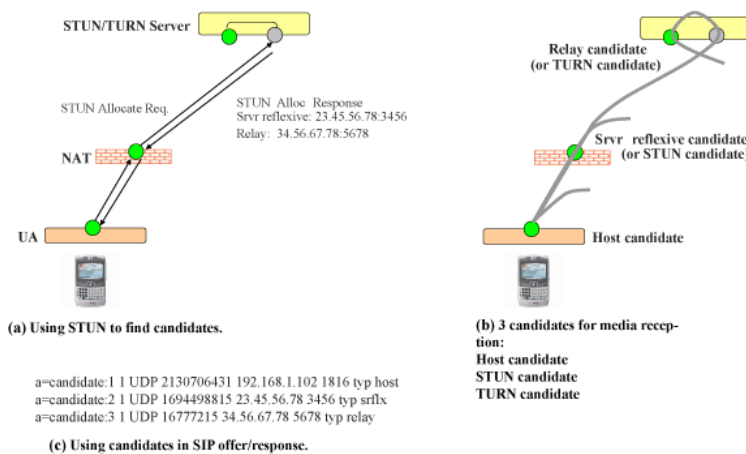 STUN/TURN Server
STUN Allocate Req.
STUN Alloc Response
Srvr reflexive: 23.45.56.78:3456
Relay: 34.56.67.78:5678
NAT
UA
(a) Using STUN to find candidates.
Relay candidate
(or TURN candidate)
Srvr reflexive candidate
(or STUN candidate)
Host candidate
(b) 3 candidates for media recep-
tion:
Host candidate
STUN candidate
TURN candidate
a=candidate:1 1 UDP 2130706431 192.168.1.102 1816 typ host
a=candidate:2 1 UDP 1694498815 23.45.56.78 3456 typ srflx
a=candidate:3 1 UDP 16777215 34.56.67.78 5678 typ relay
(c) Using candidates in SIP offer/response.